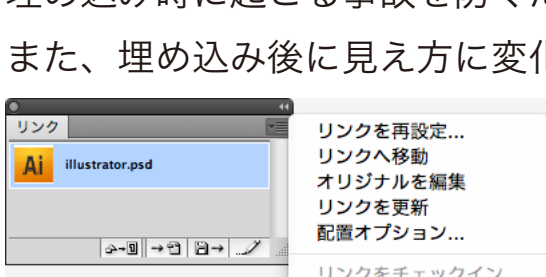 埋め込み時に起こる事故を防ぐた
また、埋め込み後に見え方に変化
リンク
Ai illustrator.psd
リンクを再設定...
リンクへ移動
オリジナルを編集
リンクを更新
配置オプション...
リンクをチェックイン